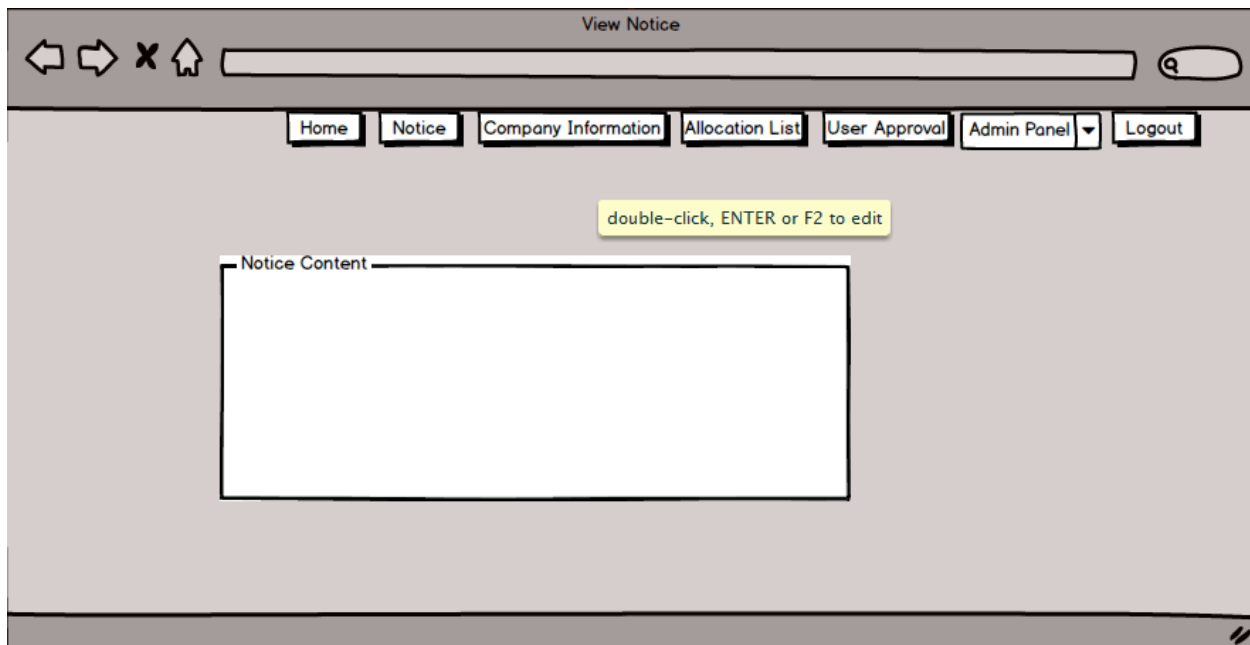 View Notice
Home Notice Company Information Allocation List User Approval Admin Panel Logout
double-click, ENTER or F2 to edit
Notice Content